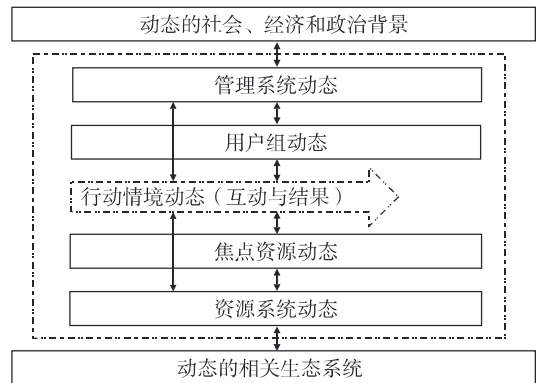 动态的社会、经济和政治背景
管理系统动态
用户组动态
行动情境动态（互动与结果）
焦点资源动态
资源系统动态
动态的相关生态系统